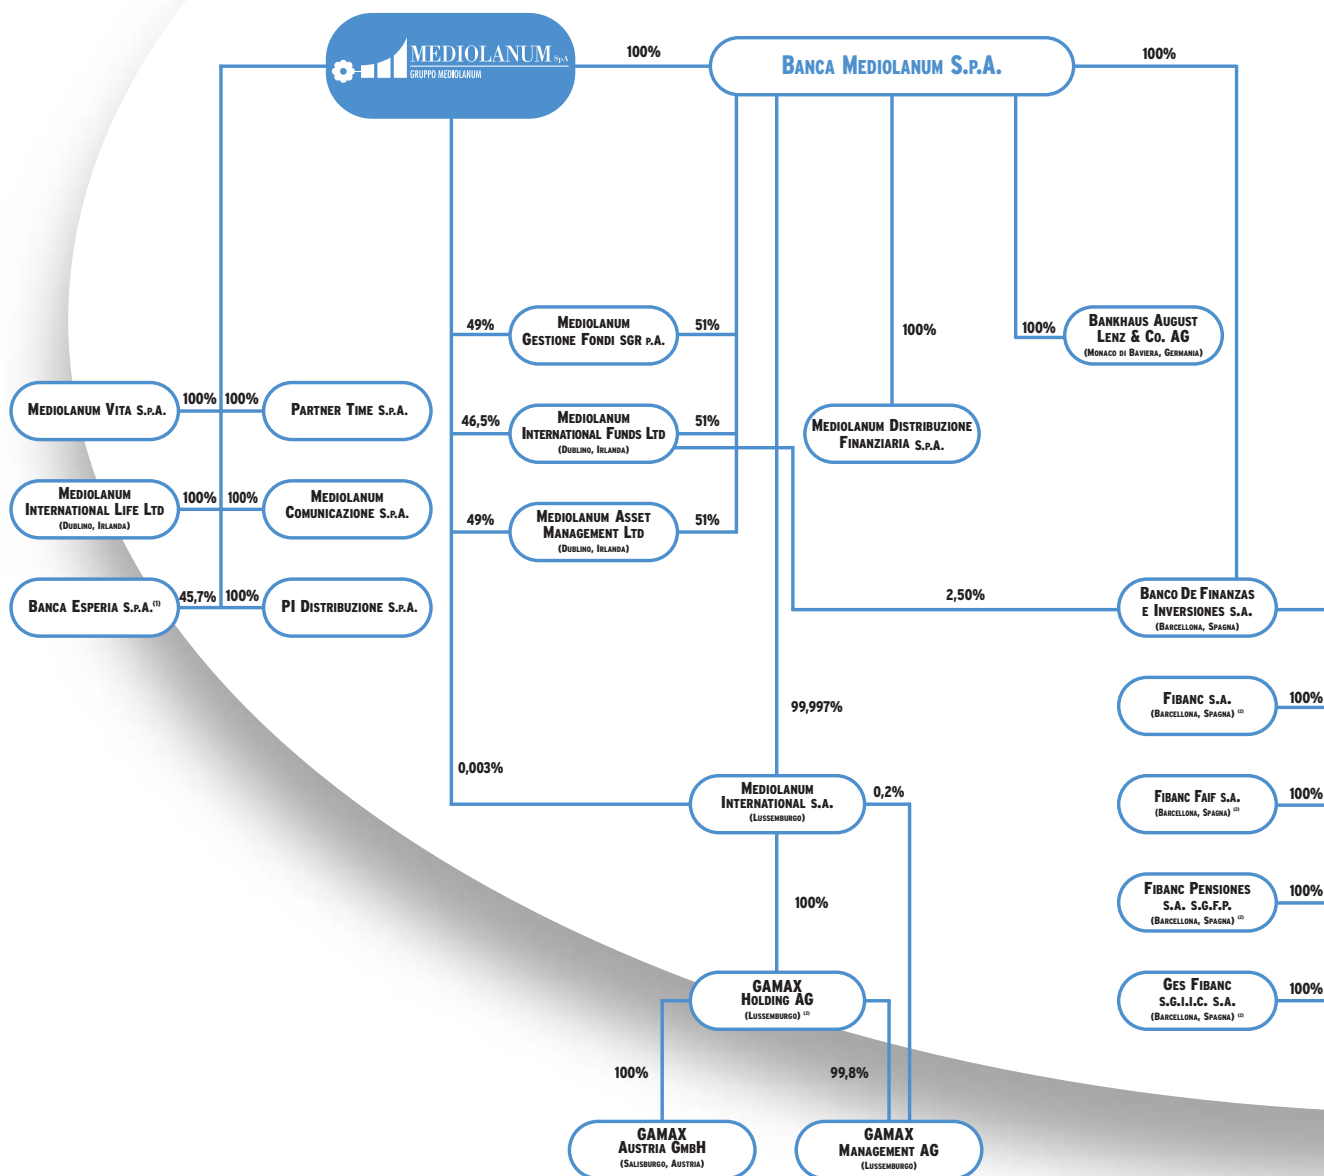 MEDIOLANUM SpA
GRUPPO MEDIOLANUM
100%
BANCA MEDIOLANUM S.P.A.
100%
49%
MEDIOLANUM
GESTIONE FONDI SGR P.A.
51%
100%
100%
BANKHAUS AUGUST
LENZ & CO. AG
(MONACO DI BAVIERA, GERMANIA)
MEDIOLANUM VITA S.P.A.
100%
100%
PARTNER TIME S.P.A.
46,5%
MEDIOLANUM
INTERNATIONAL FUNDS LTD
(DUBLINO, IRLANDA)
51%
MEDIOLANUM DISTRIBUZIONE
FINANZIARIA S.P.A.
MEDIOLANUM
INTERNATIONAL LIFE LTD
(DUBLINO, IRLANDA)
100%
100%
MEDIOLANUM
COMUNICAZIONE S.P.A.
49%
MEDIOLANUM ASSET
MANAGEMENT LTD
(DUBLINO, IRLANDA)
51%
BANCA ESPERIA S.P.A.(1)
45,7%
100%
PI DISTRIBUZIONE S.P.A.
2,50%
BANCO DE FINANZAS
E INVERSIONES S.A.
(BARCELLONA, SPAGNA)
99,997%
FIBANC S.A.
(BARCELLONA, SPAGNA) (2)
100%
0,003%
MEDIOLANUM
INTERNATIONAL S.A.
(LUSSEMBURGO)
0,2%
FIBANC FAIF S.A.
(BARCELLONA, SPAGNA) (2)
100%
100%
FIBANC PENSIONES
S.A. S.G.F.P.
(BARCELLONA, SPAGNA) (2)
100%
GAMAX
HOLDING AG
(LUSSEMBURGO) (2)
GES FIBANC
S.G.I.I.C. S.A.
(BARCELLONA, SPAGNA) (2)
100%
100%
99,8%
GAMAX
AUSTRIA GMBH
(SALISBURGO, AUSTRIA)
GAMAX
MANAGEMENT AG
(LUSSEMBURGO)